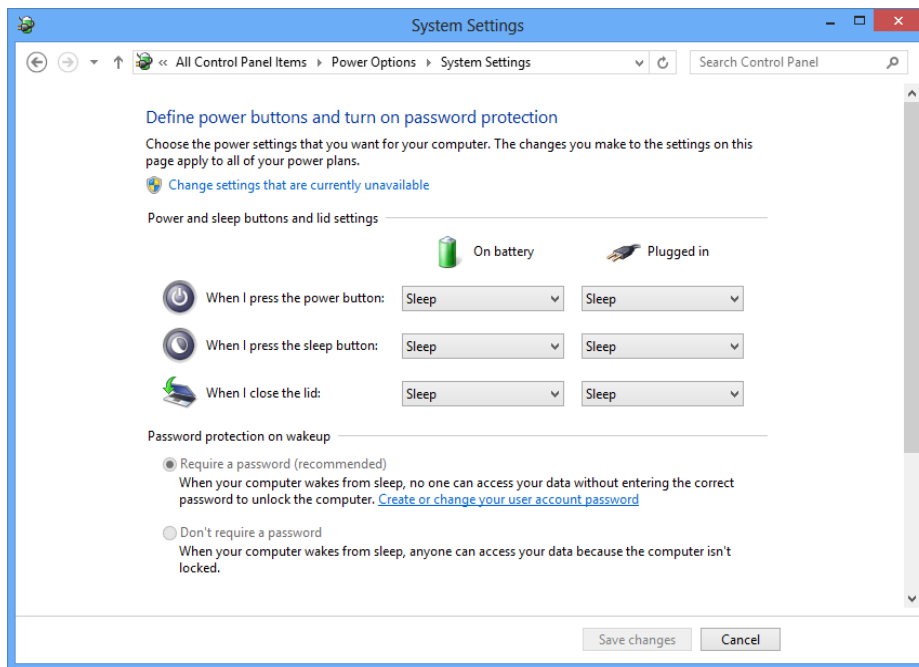 System Settings
« All Control Panel Items Power Options System Settings
Search Control Panel
Define power buttons and turn on password protection
Choose the power settings that you want for your computer. The changes you make to the settings on this
page apply to all of your power plans.
Change settings that are currently unavailable
Power and sleep buttons and lid settings
On battery Plugged in
When I press the power button: Sleep Sleep
When I press the sleep button: Sleep Sleep
When I close the lid: Sleep Sleep
Password protection on wakeup
Require a password (recommended)
When your computer wakes from sleep, no one can access your data without entering the correct
password to unlock the computer. Create or change your user account password
Don't require a password
When your computer wakes from sleep, anyone can access your data because the computer isn't
locked.
Save changes Cancel